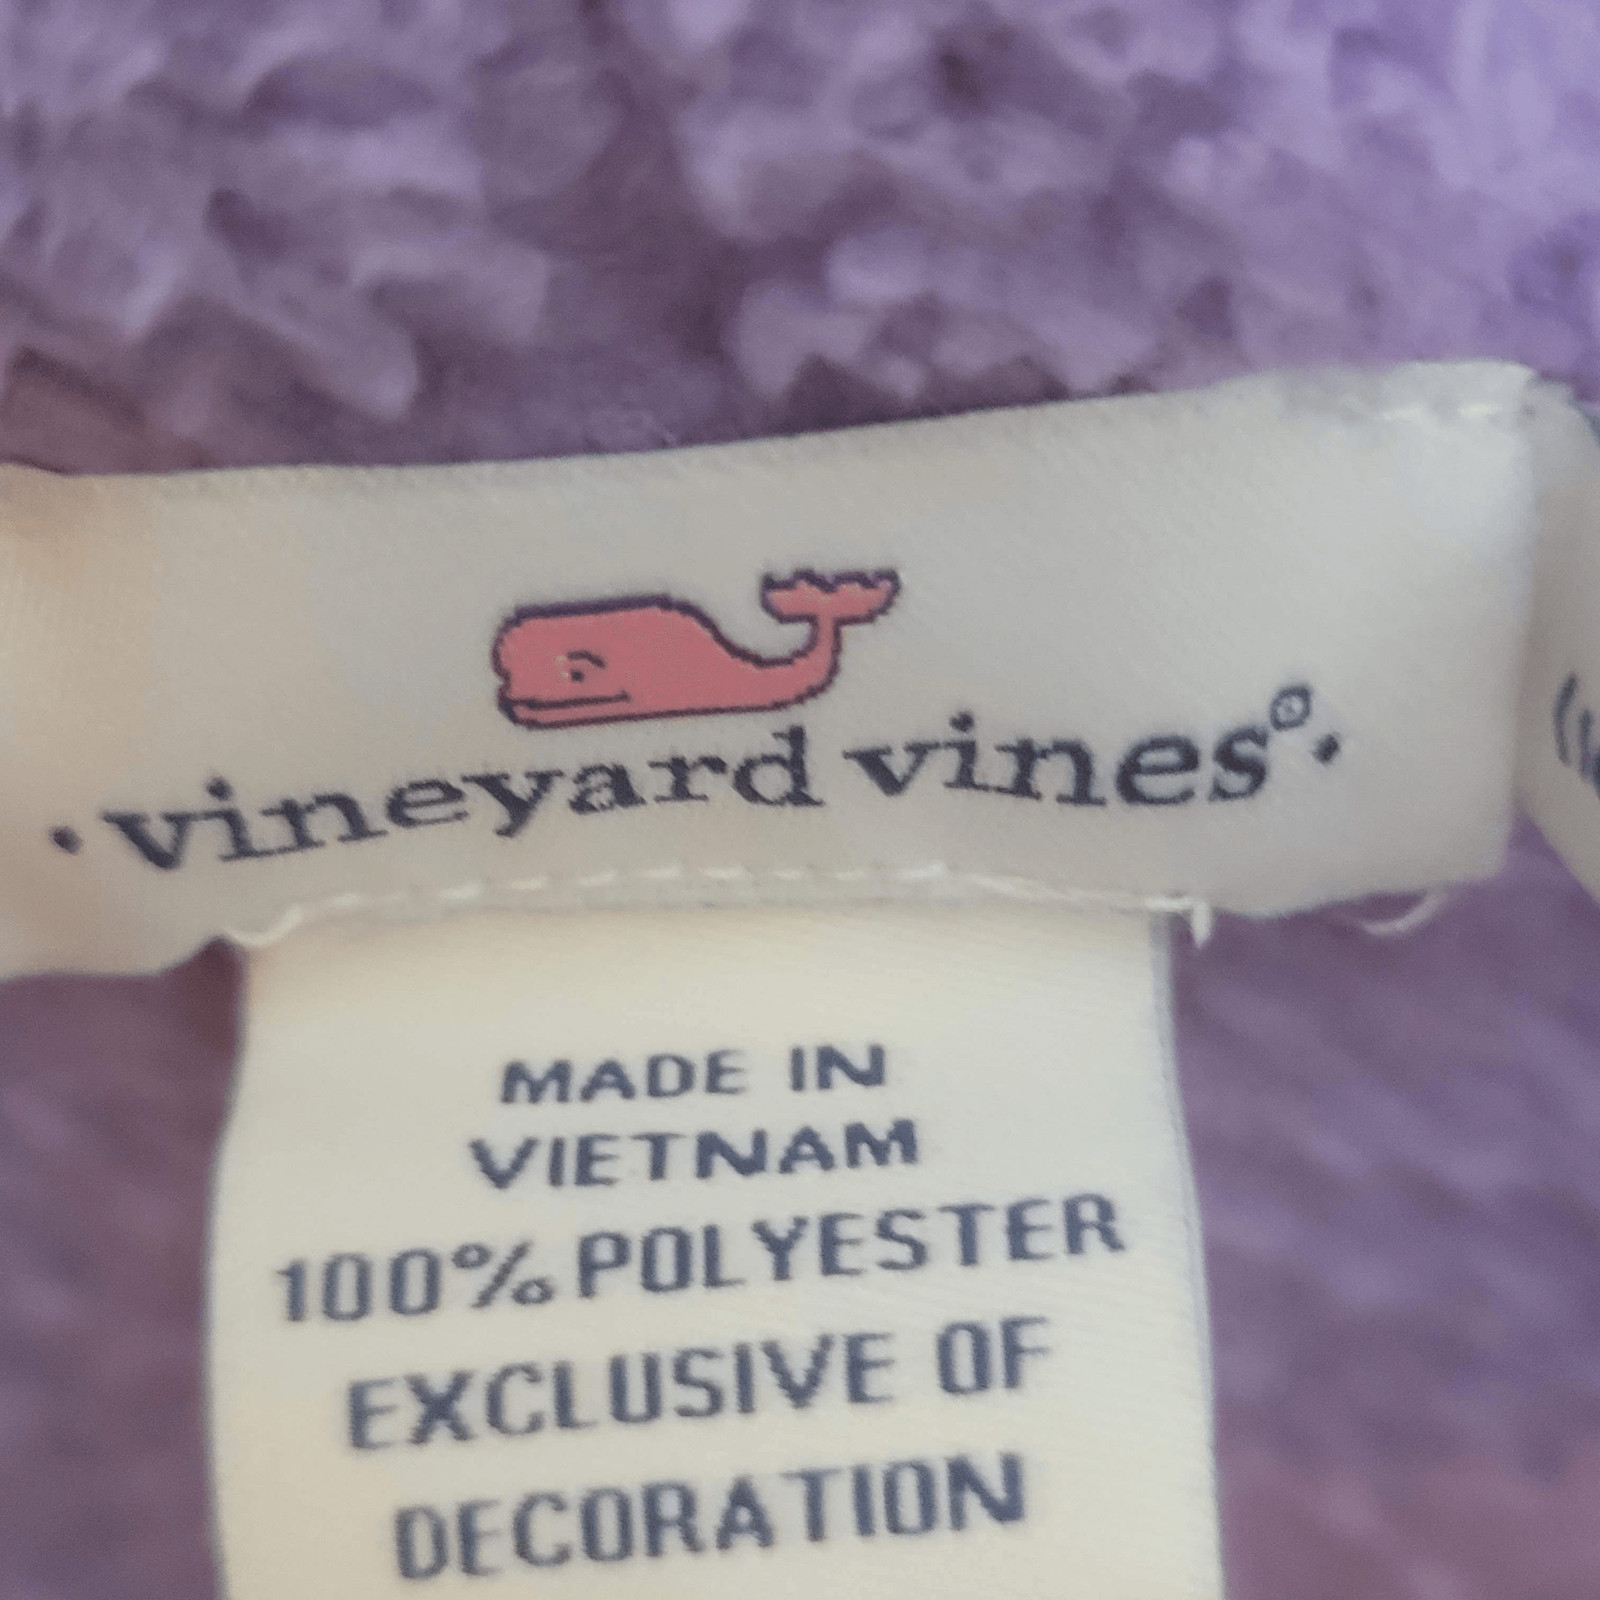 · vineyard vines® ·
MADE IN
VIETNAM
100% POLYESTER
EXCLUSIVE OF
DECORATION